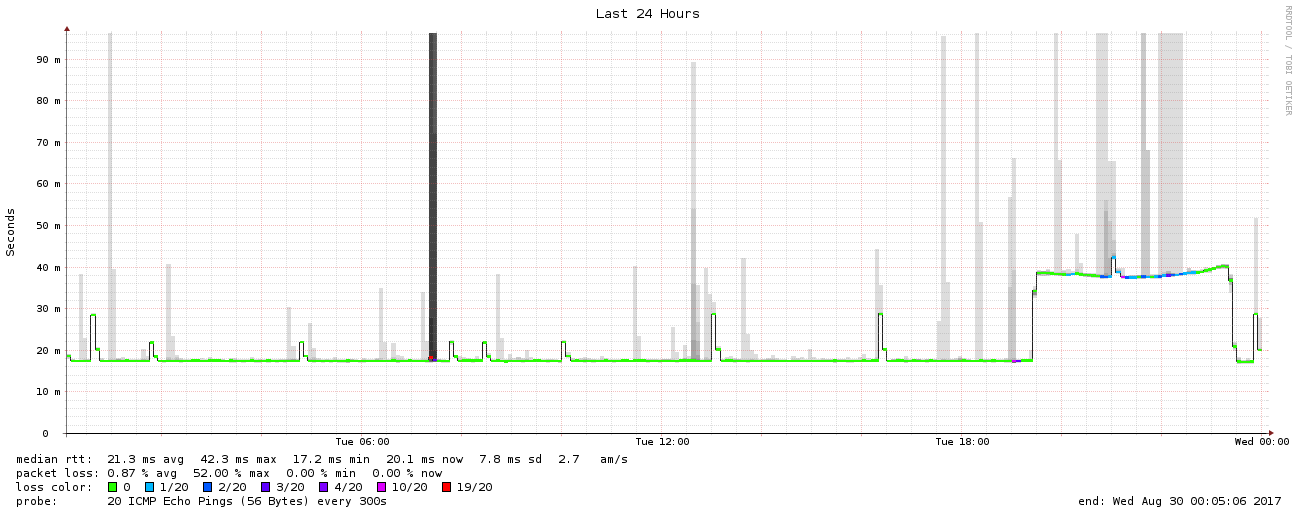 Last 24 Hours
RRDTOOL / TOBI OETIKER
Seconds
90 m
80 m
70 m
60 m
50 m
40 m
30 m
20 m
10 m
0
Tue 06:00 Tue 12:00 Tue 18:00 Wed 00:00
median rtt: 21.3 ms avg 42.3 ms max 17.2 ms min 20.1 ms now 7.8 ms sd 2.7 am/s
packet loss: 0.87 % avg 52.00 % max 0.00 % min 0.00 % now
loss color: 0 1/20 2/20 3/20 4/20 10/20 19/20
probe: 20 ICMP Echo Pings (56 Bytes) every 300s end: Wed Aug 30 00:05:06 2017